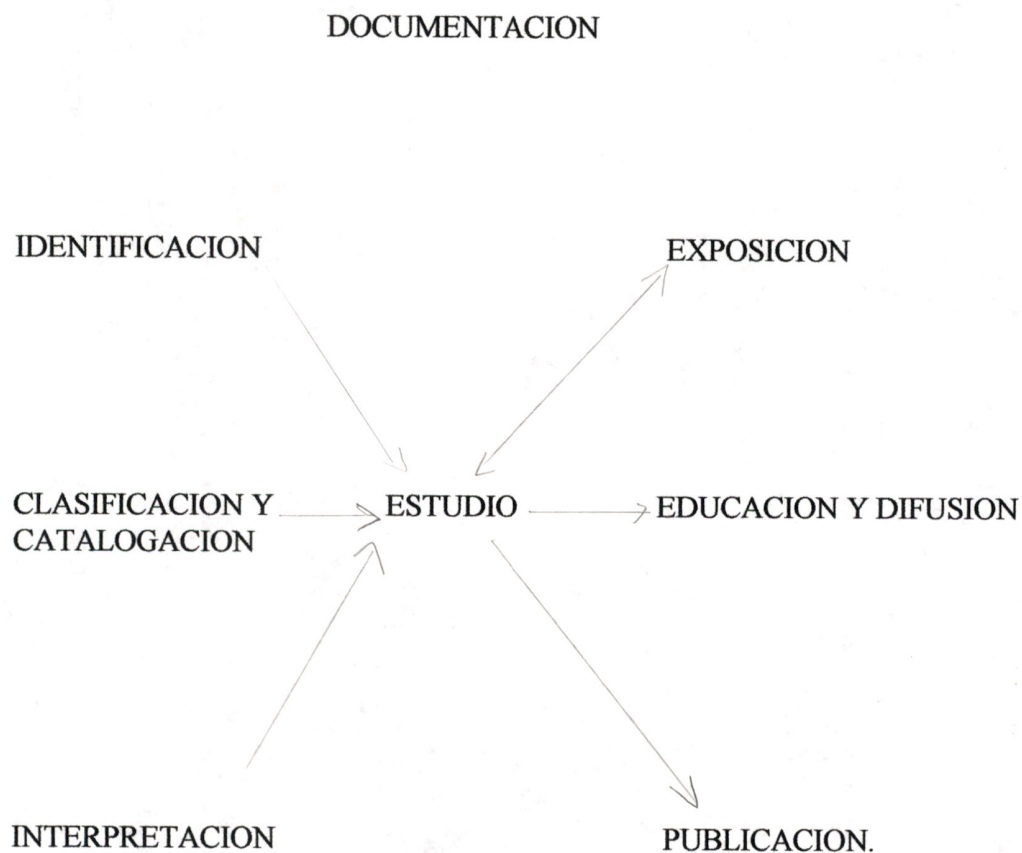 DOCUMENTACION
IDENTIFICACION
EXPOSICION
CLASIFICACION Y
CATALOGACION
ESTUDIO
EDUCACION Y DIFUSION
INTERPRETACION
PUBLICACION.